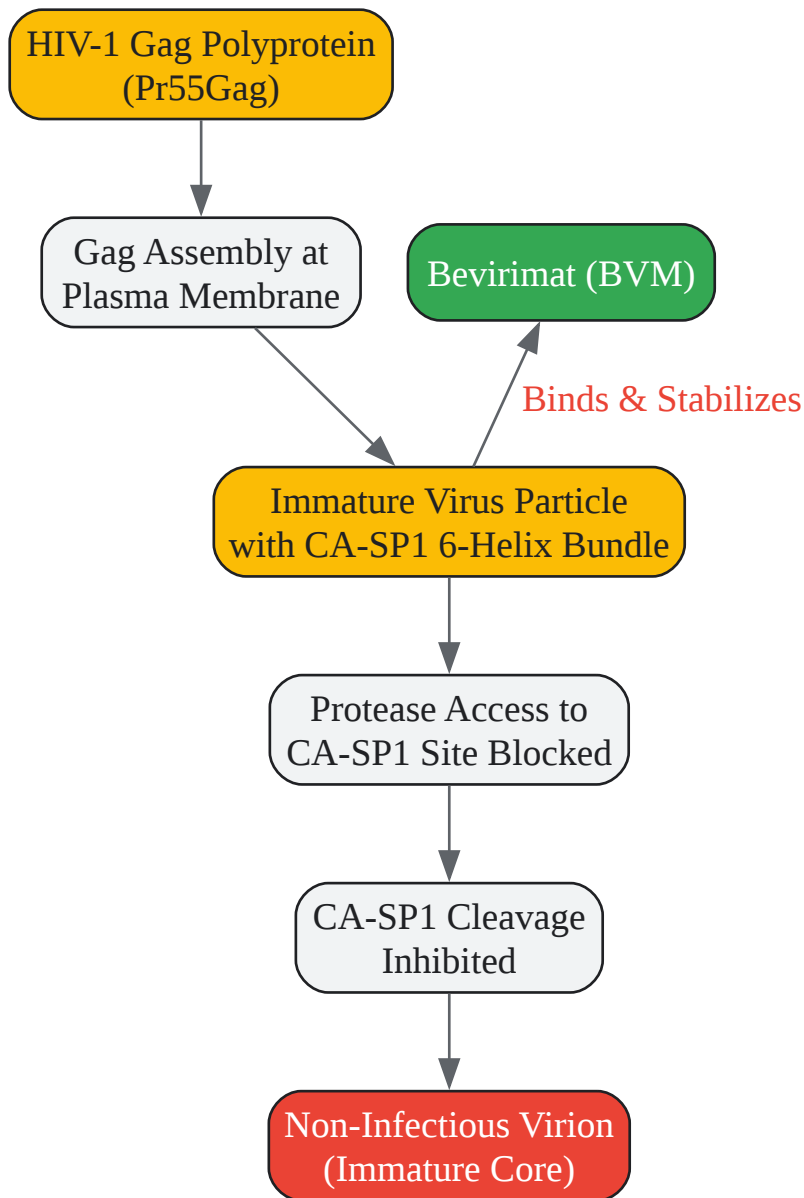 HIV-1 Gag Polyprotein
(Pr55Gag)
Gag Assembly at
Plasma Membrane
Bevirimat (BVM)
Binds & Stabilizes
Immature Virus Particle
with CA-SP1 6-Helix Bundle
Protease Access to
CA-SP1 Site Blocked
CA-SP1 Cleavage
Inhibited
Non-Infectious Virion
(Immature Core)